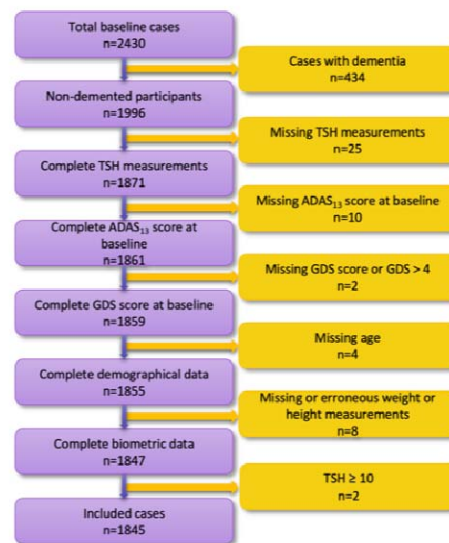 Total baseline cases
n=2430
Cases with dementia
n=434
Non-demented participants
n=1996
Missing TSH measurements
n=25
Complete TSH measurements
n=1871
Missing ADAS₁₃ score at baseline
n=10
Complete ADAS₁₃ score at
baseline
n=1861
Missing GDS score or GDS > 4
n=2
Complete GDS score at baseline
n=1859
Missing age
n=4
Complete demographical data
n=1855
Missing or erroneous weight or
height measurements
n=8
Complete biometric data
n=1847
TSH ≥ 10
n=2
Included cases
n=1845